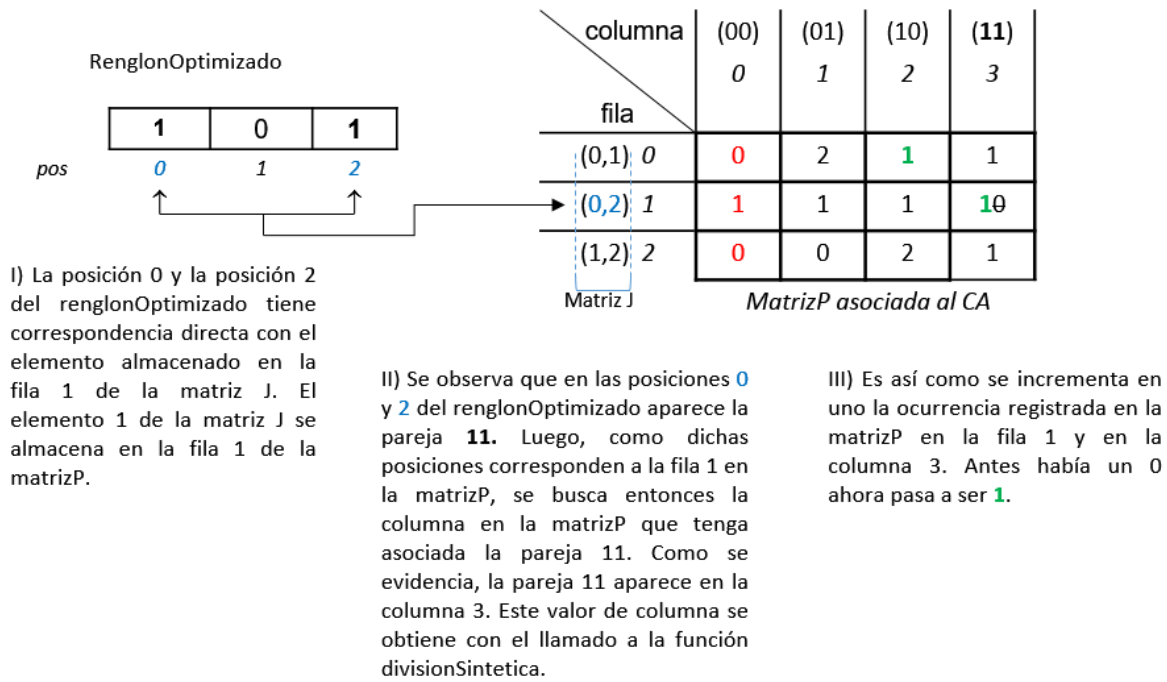 RenglonOptimizado
1 0 1
pos 0 1 2
columna (00) (01) (10) (11)
0 1 2 3
fila
(0,1) 0 0 2 1 1
(0,2) 1 1 1 1 10
(1,2) 2 0 0 2 1
Matriz J MatrizP asociada al CA
I) La posición 0 y la posición 2
del renglonOptimizado tiene
correspondencia directa con el
elemento almacenado en la
fila 1 de la matriz J. El
elemento 1 de la matriz J se
almacena en la fila 1 de la
matrizP.
II) Se observa que en las posiciones 0
y 2 del renglonOptimizado aparece la
pareja 11. Luego, como dichas
posiciones corresponden a la fila 1 en
la matrizP, se busca entonces la
columna en la matrizP que tenga
asociada la pareja 11. Como se
evidencia, la pareja 11 aparece en la
columna 3. Este valor de columna se
obtiene con el llamado a la función
divisionSintetica.
III) Es así como se incrementa en
uno la ocurrencia registrada en la
matrizP en la fila 1 y en la
columna 3. Antes había un 0
ahora pasa a ser 1.